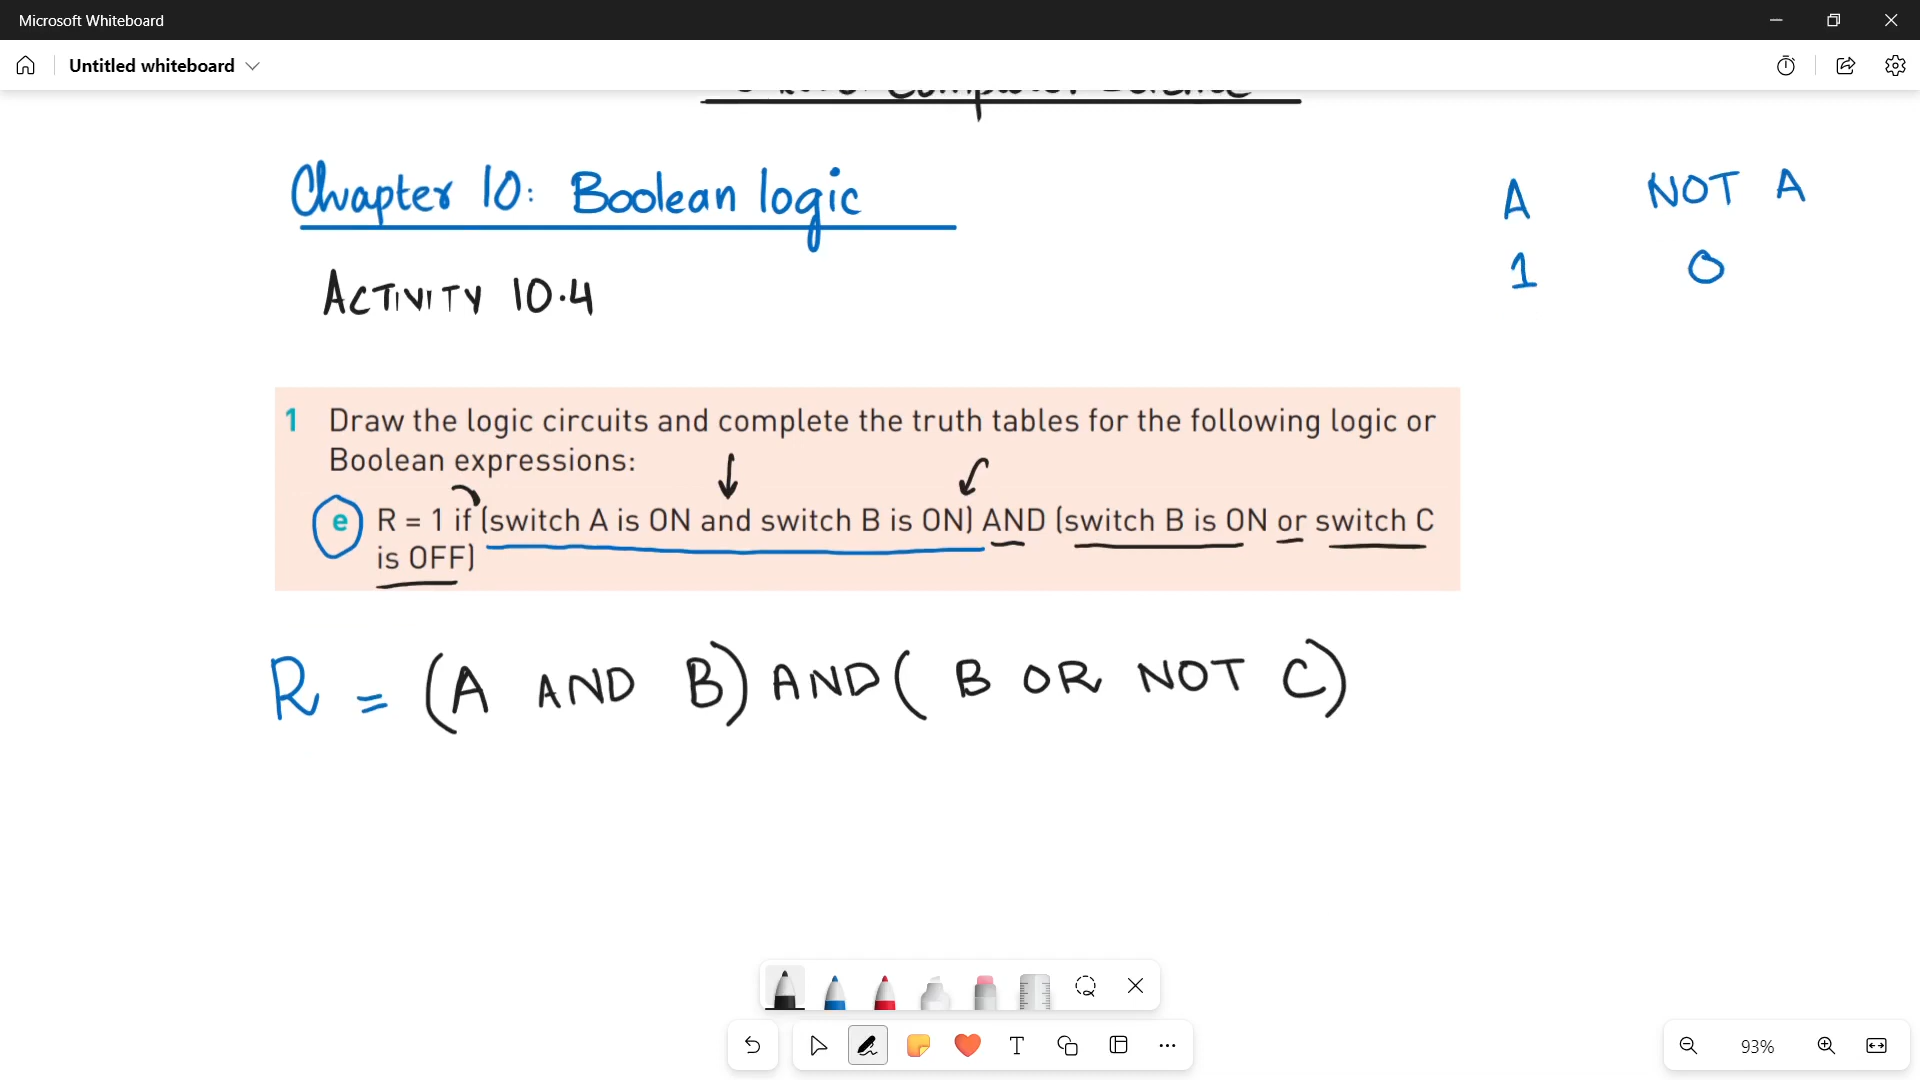 Microsoft Whiteboard
Untitled whiteboard
Computer Science
Chapter 10: Boolean logic
A NOT A
1 0
ACTIVITY 10.4
1 Draw the logic circuits and complete the truth tables for the following logic or
Boolean expressions:
e R = 1 if (switch A is ON and switch B is ON) AND (switch B is ON or switch C
is OFF)
R = (A AND B) AND ( B OR NOT C)
93%